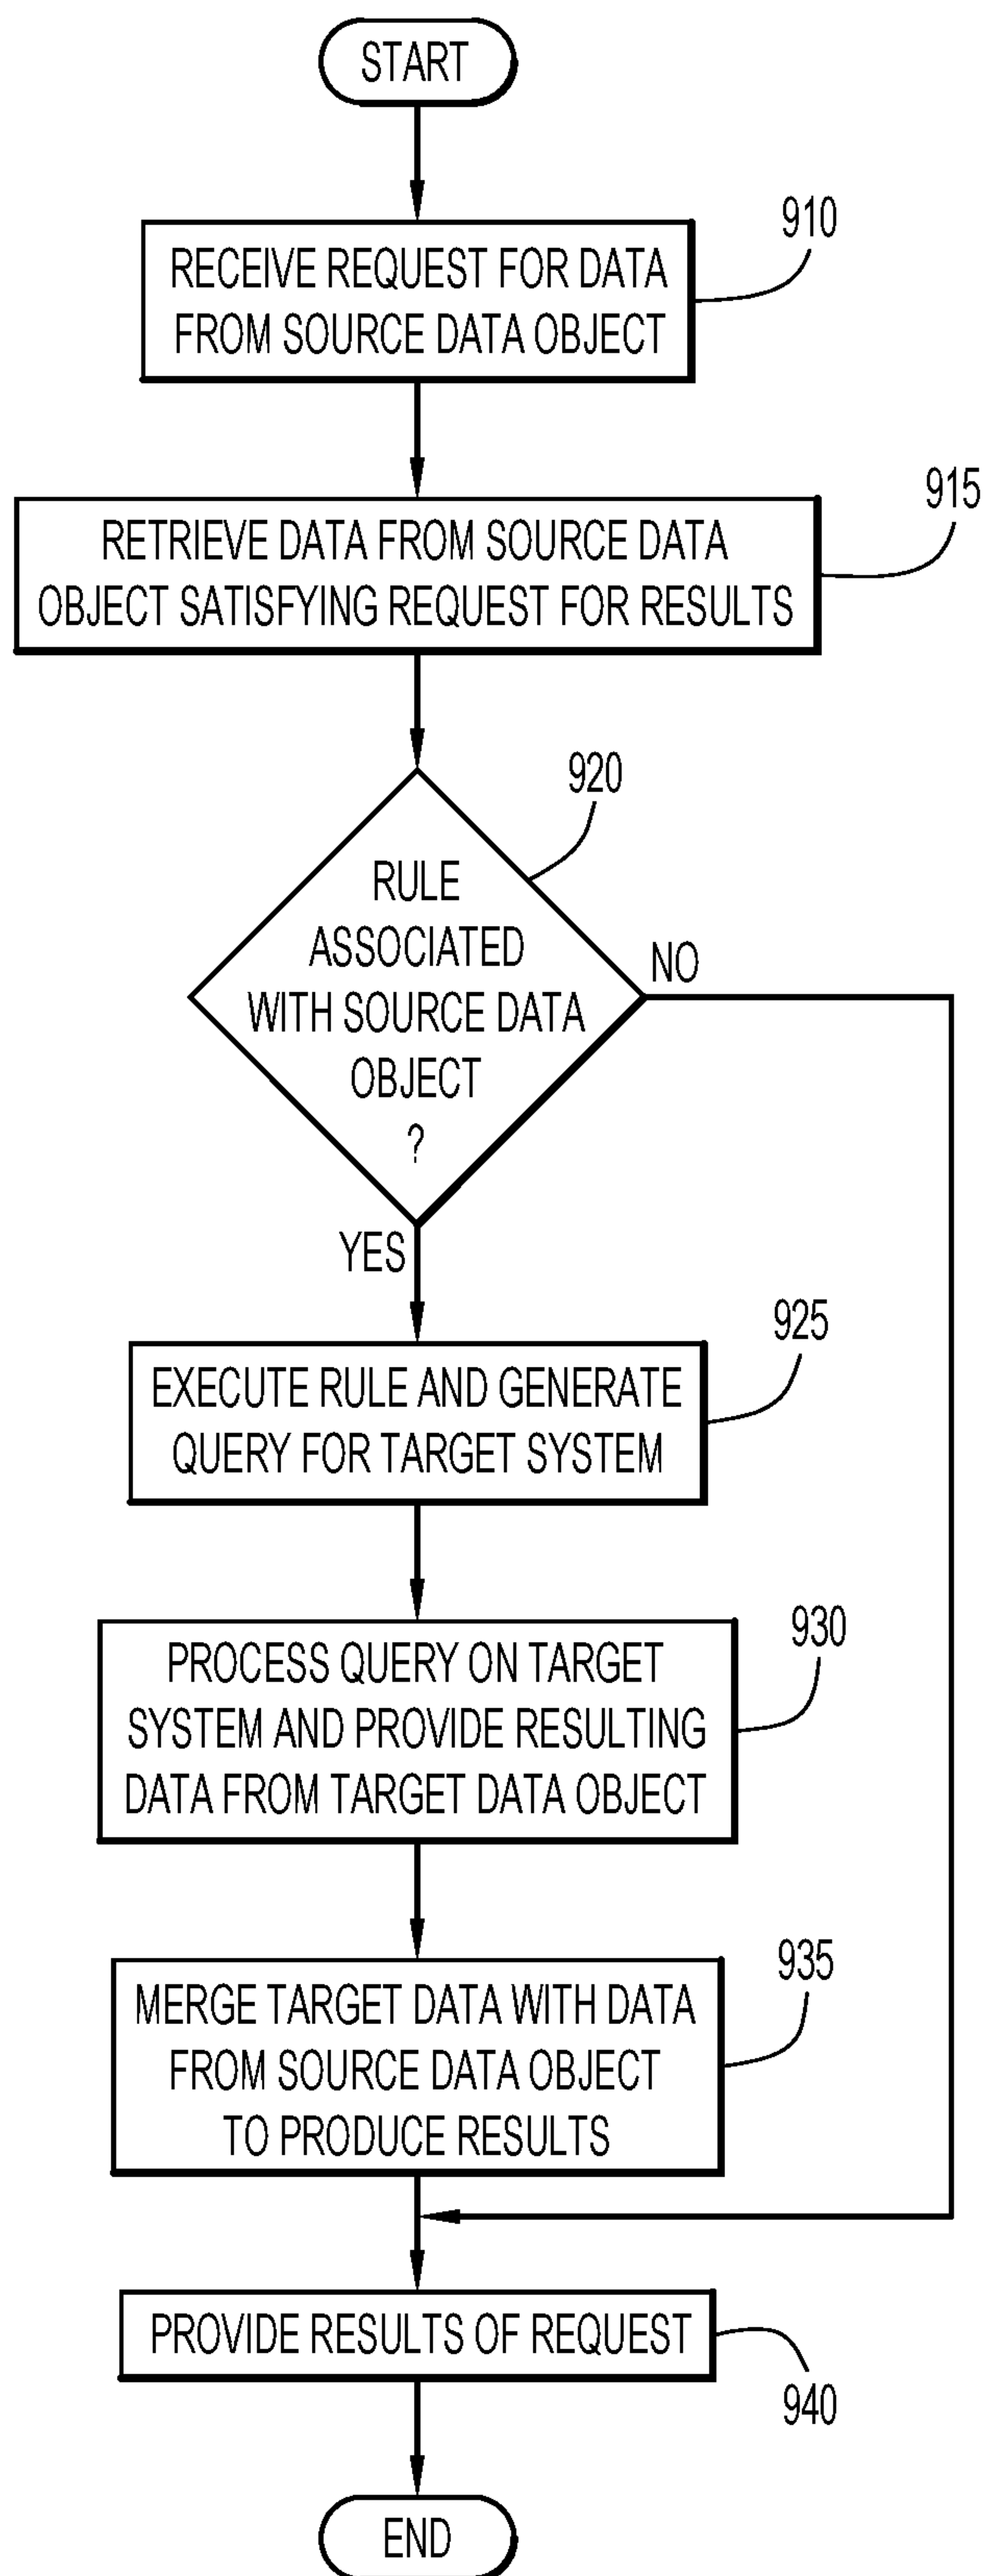 START
910
RECEIVE REQUEST FOR DATA
FROM SOURCE DATA OBJECT
915
RETRIEVE DATA FROM SOURCE DATA
OBJECT SATISFYING REQUEST FOR RESULTS
920
RULE
ASSOCIATED
WITH SOURCE DATA
OBJECT
?
NO
YES
925
EXECUTE RULE AND GENERATE
QUERY FOR TARGET SYSTEM
930
PROCESS QUERY ON TARGET
SYSTEM AND PROVIDE RESULTING
DATA FROM TARGET DATA OBJECT
935
MERGE TARGET DATA WITH DATA
FROM SOURCE DATA OBJECT
TO PRODUCE RESULTS
PROVIDE RESULTS OF REQUEST
940
END